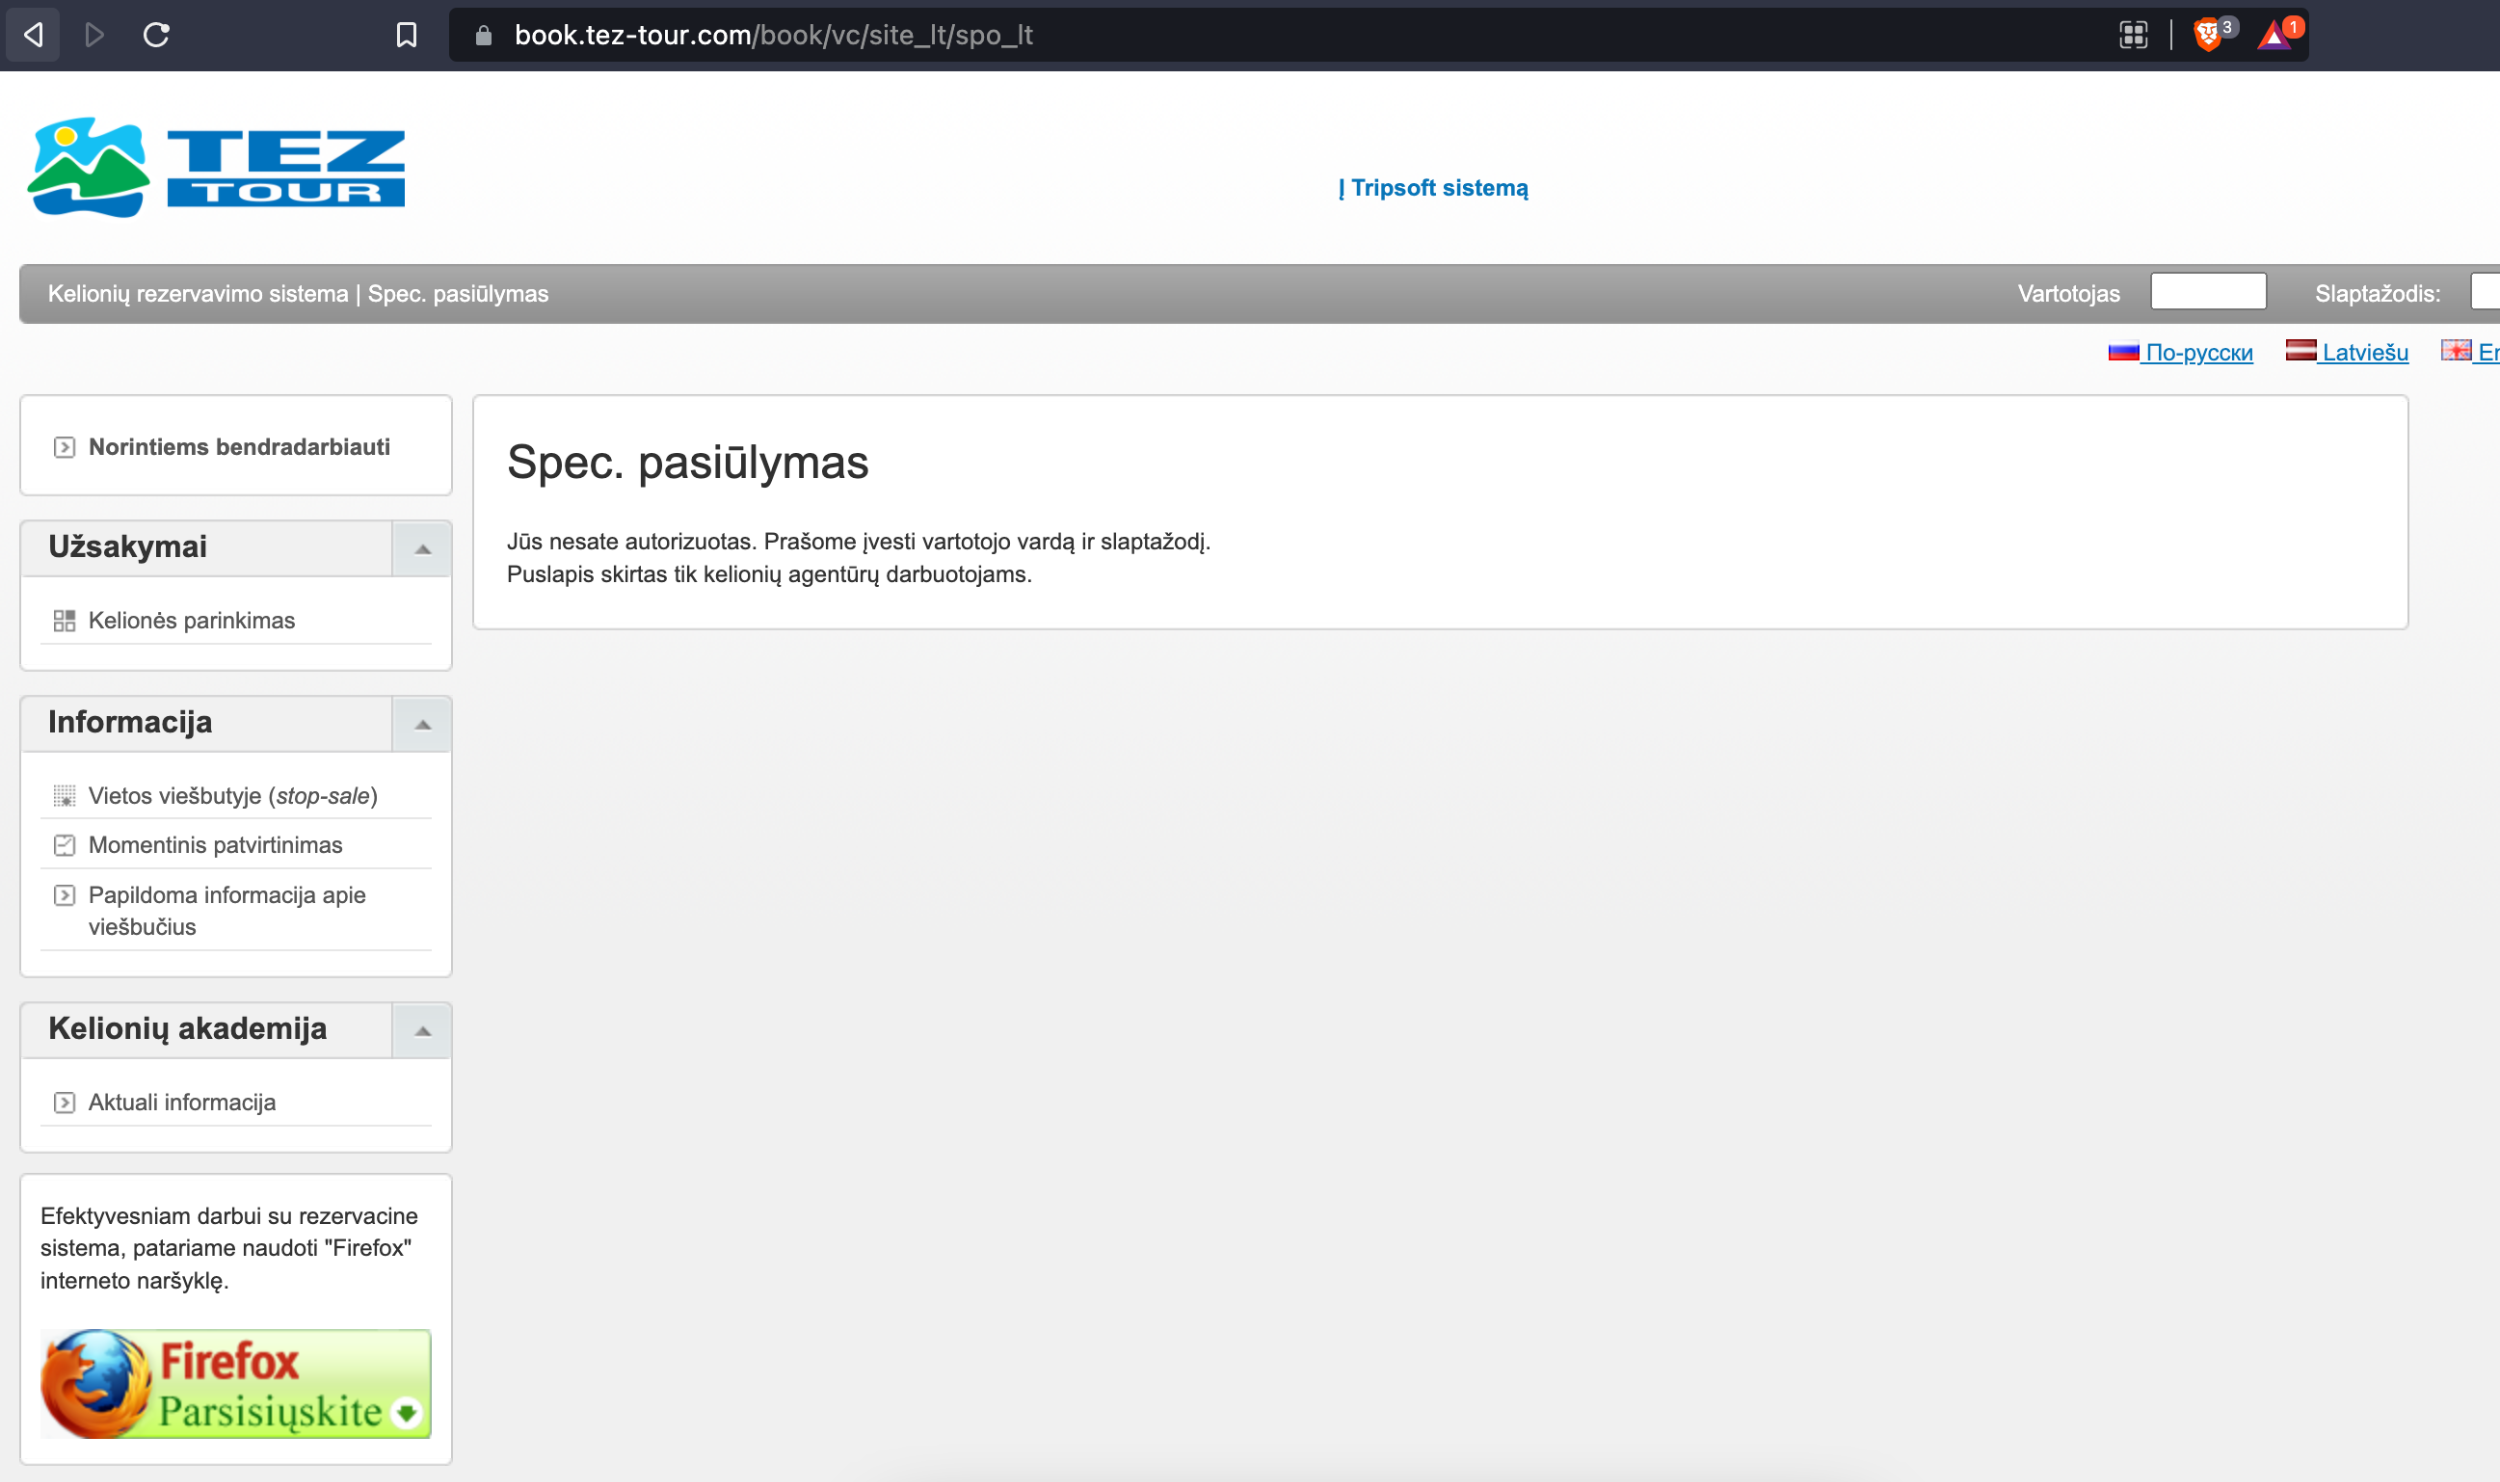 book.tez-tour.com/book/vc/site_lt/spo_lt
3
1
TEZ
TOUR
Į Tripsoft sistemą
Kelionių rezervavimo sistema | Spec. pasiūlymas
Vartotojas
Slaptažodis:
По-русски
Latviešu
Norintiems bendradarbiauti
Spec. pasiūlymas
Jūs nesate autorizuotas. Prašome įvesti vartotojo vardą ir slaptažodį.
Puslapis skirtas tik kelionių agentūrų darbuotojams.
Užsakymai
Kelionės parinkimas
Informacija
Vietos viešbutyje (stop-sale)
Momentinis patvirtinimas
Papildoma informacija apie
viešbučius
Kelionių akademija
Aktuali informacija
Efektyvesniam darbui su rezervacine
sistema, patariame naudoti "Firefox"
interneto naršyklę.
Firefox
Parsisiųskite